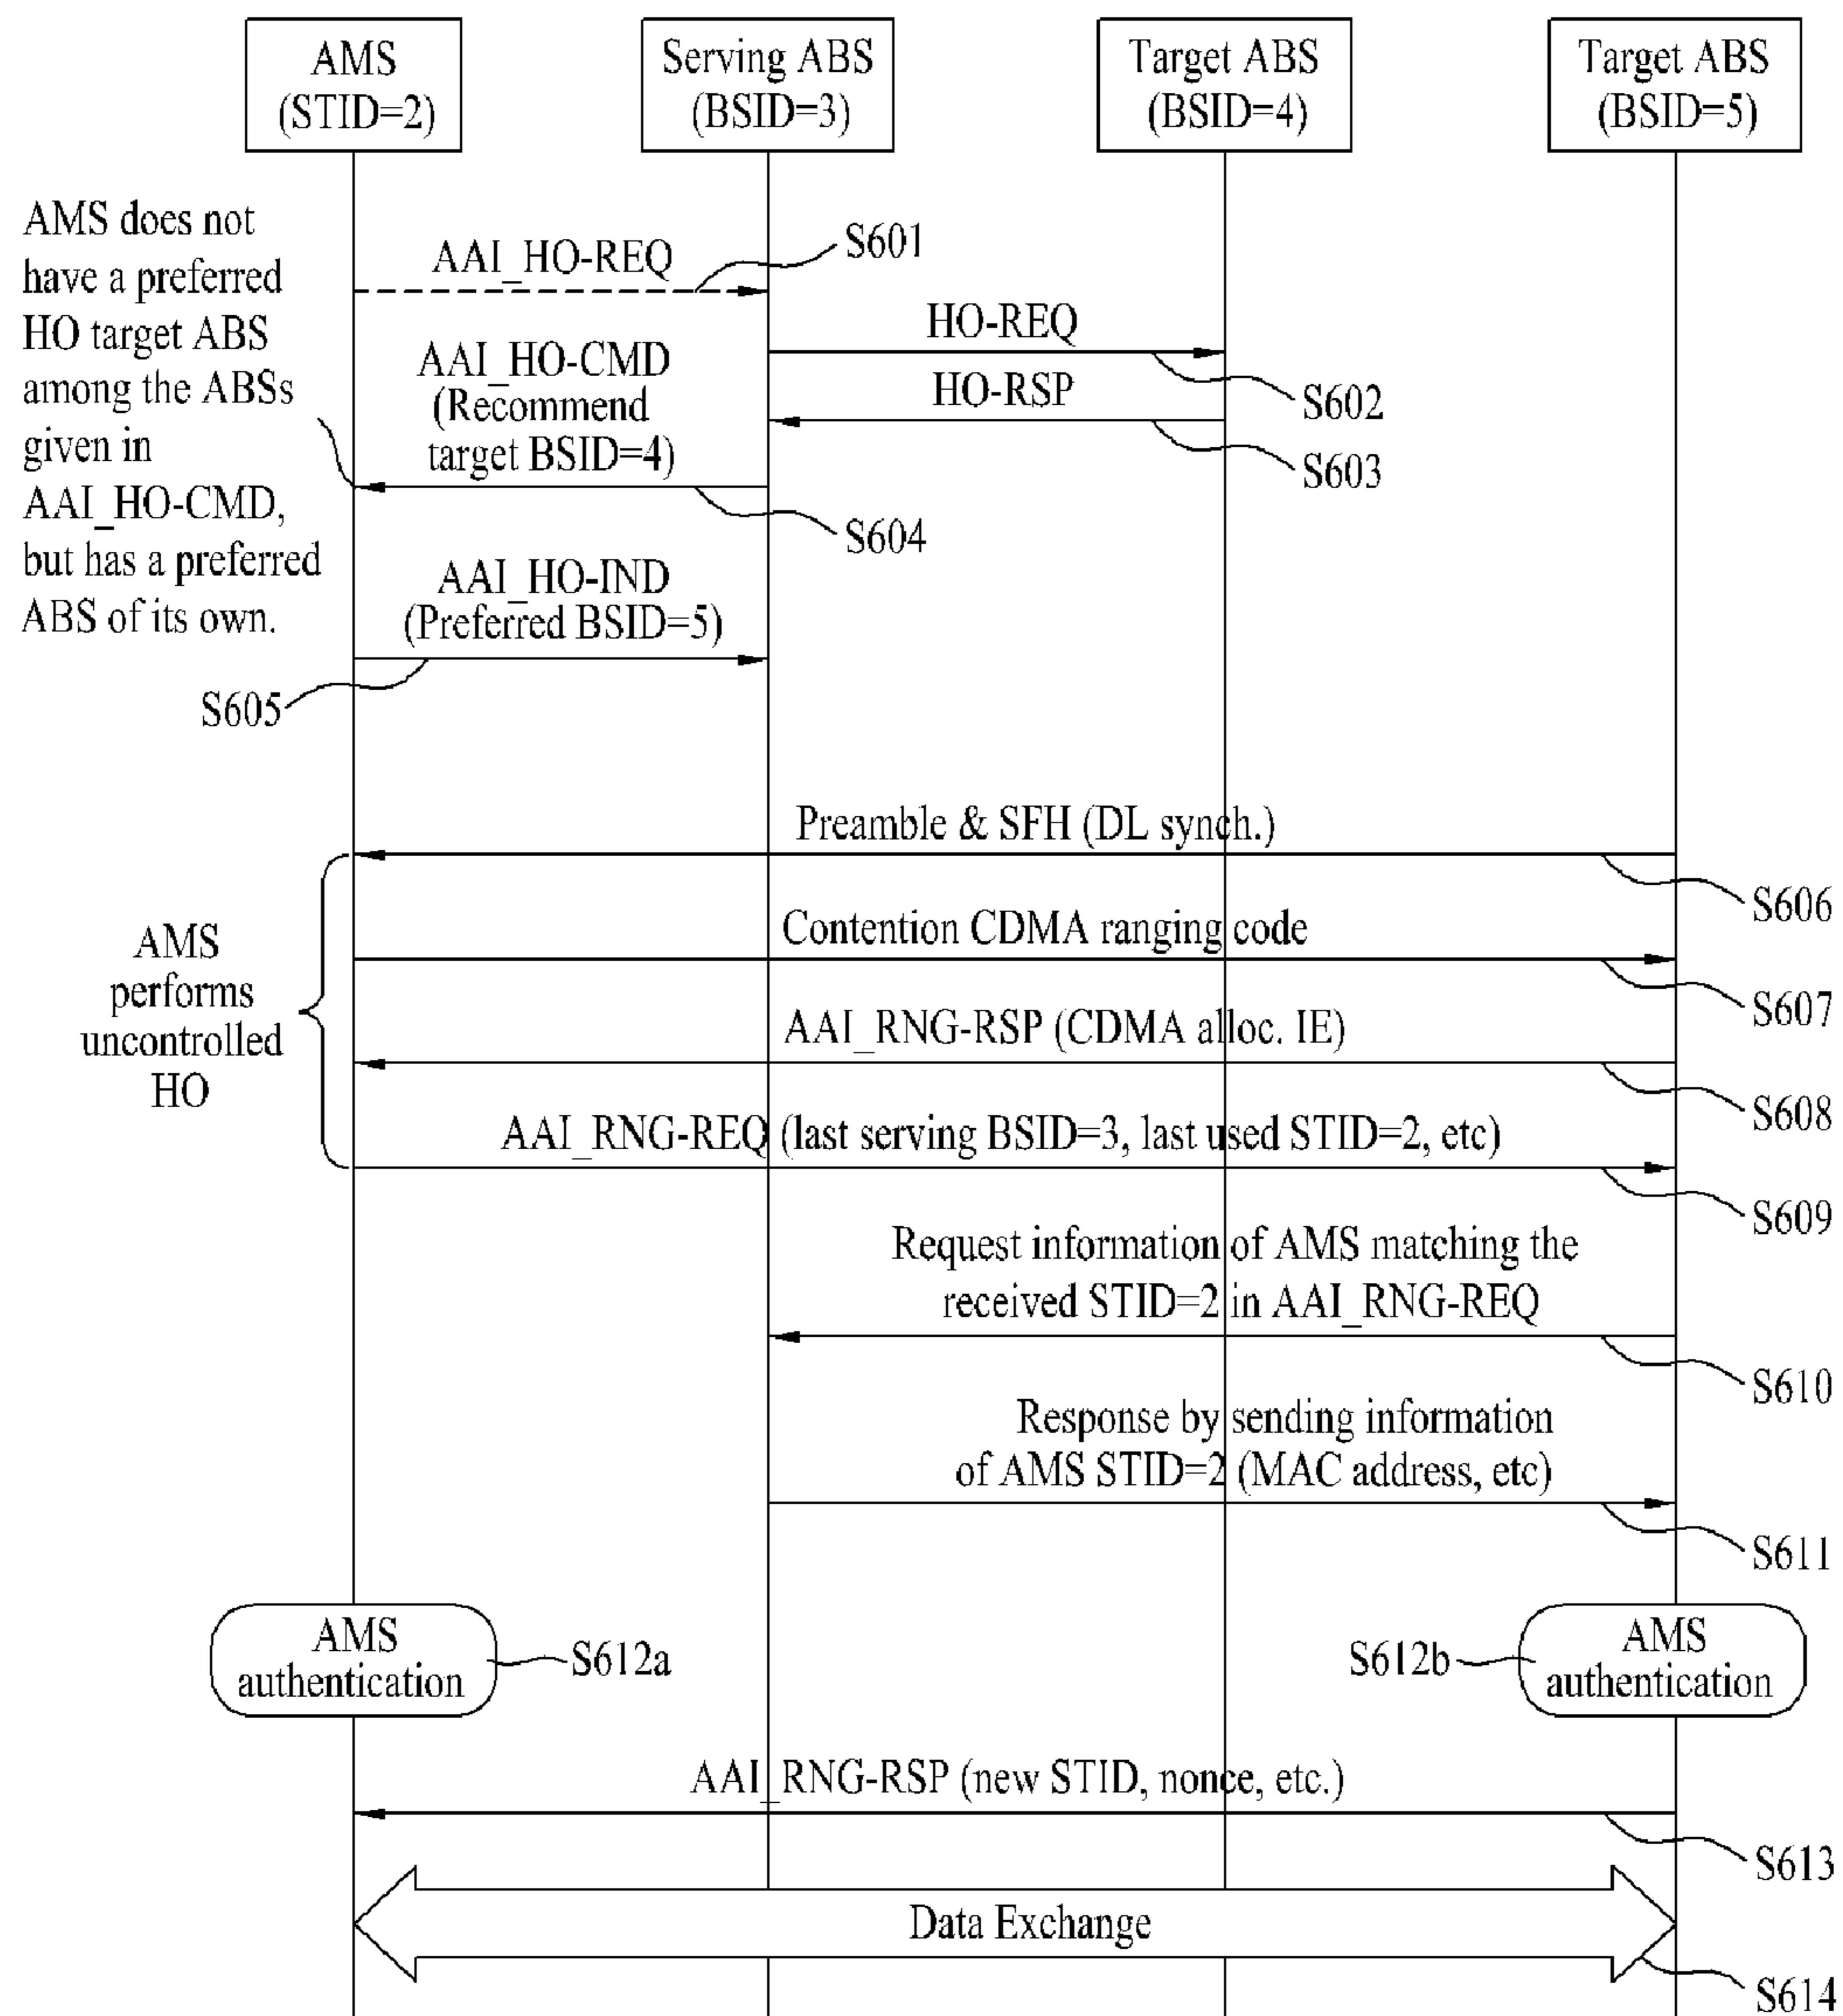 AMS
(STID=2)
Serving ABS
(BSID=3)
Target ABS
(BSID=4)
Target ABS
(BSID=5)
AMS does not
have a preferred
HO target ABS
among the ABSs
given in
AAI_HO-CMD,
but has a preferred
ABS of its own.
AAI_HO-REQ
S601
HO-REQ
S602
HO-RSP
S603
AAI_HO-CMD
(Recommend
target BSID=4)
S604
AAI_HO-IND
(Preferred BSID=5)
S605
Preamble & SFH (DL synch.)
S606
AMS
performs
uncontrolled
HO
Contention CDMA ranging code
S607
AAI_RNG-RSP (CDMA alloc. IE)
S608
AAI_RNG-REQ (last serving BSID=3, last used STID=2, etc)
S609
Request information of AMS matching the
received STID=2 in AAI_RNG-REQ
S610
Response by sending information
of AMS STID=2 (MAC address, etc)
S611
AMS
authentication
S612a
S612b
AMS
authentication
AAI_RNG-RSP (new STID, nonce, etc.)
S613
Data Exchange
S614